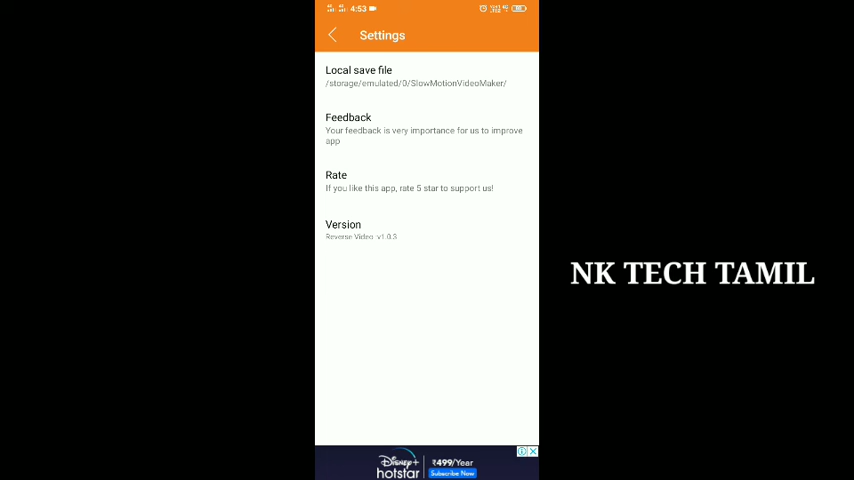 4:53
Settings
Local save file
/storage/emulated/0/SlowMotionVideoMaker/
Feedback
Your feedback is very importance for us to improve
app
Rate
If you like this app, rate 5 star to support us!
Version
Reverse Video v1.0.3
NK TECH TAMIL
Disney+
hotstar
₹499/Year
Subscribe Now